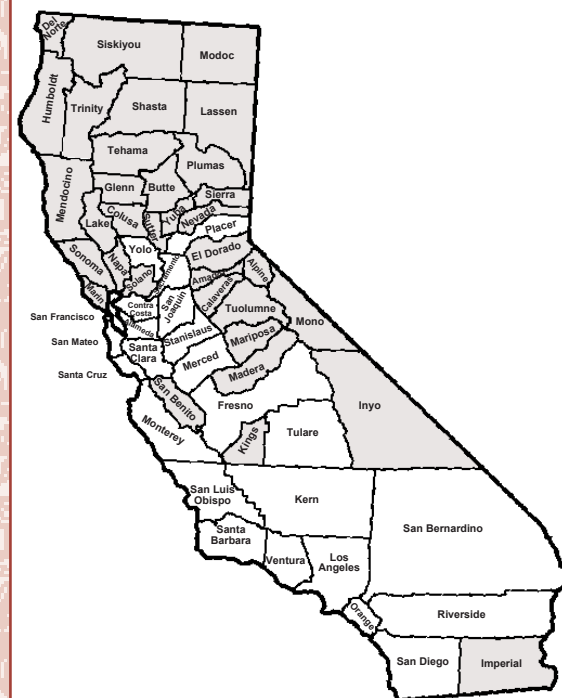 Del
Norte
Siskiyou
Modoc
Humboldt
Trinity
Shasta
Lassen
Tehama
Plumas
Mendocino
Glenn
Butte
Sierra
Lake
Colusa
Sutter
Yuba
Nevada
Placer
Yolo
El Dorado
Sonoma
Napa
Solano
Sacramento
Amador
Alpine
Marin
Calaveras
Tuolumne
Mono
San Francisco
Contra
Costa
Alameda
San
Joaquin
San Mateo
Stanislaus
Mariposa
Santa
Clara
Merced
Santa Cruz
Madera
San Benito
Fresno
Inyo
Monterey
Kings
Tulare
San Luis
Obispo
Kern
San Bernardino
Santa
Barbara
Ventura
Los
Angeles
Orange
Riverside
San Diego
Imperial